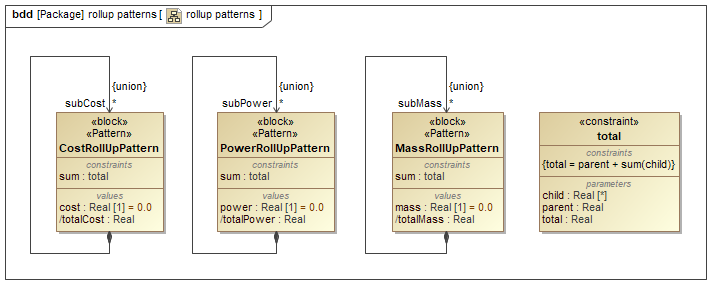 bdd [Package] rollup patterns [ rollup patterns ]
{union}
subCost *
«block»
«Pattern»
CostRollUpPattern
constraints
sum : total
values
cost : Real [1] = 0.0
/totalCost : Real
{union}
subPower *
«block»
«Pattern»
PowerRollUpPattern
constraints
sum : total
values
power : Real [1] = 0.0
/totalPower : Real
{union}
subMass *
«block»
«Pattern»
MassRollUpPattern
constraints
sum : total
values
mass : Real [1] = 0.0
/totalMass : Real
«constraint»
total
constraints
{total = parent + sum(child)}
parameters
child : Real [*]
parent : Real
total : Real